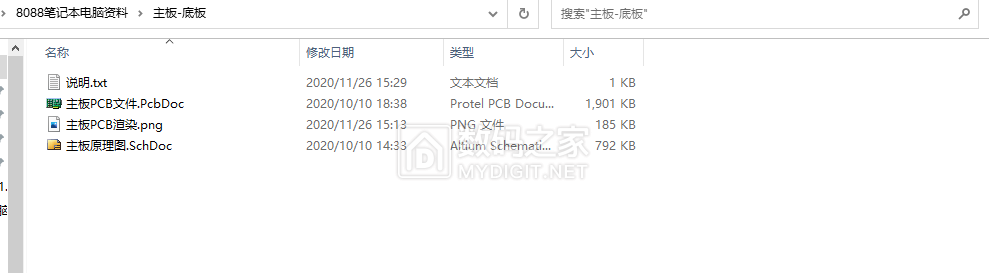 8088笔记本电脑资料 › 主板-底板
搜索"主板-底板"
名称 修改日期 类型 大小
说明.txt 2020/11/26 15:29 文本文档 1 KB
主板PCB文件.PcbDoc 2020/10/10 18:38 Protel PCB Docu... 1,901 KB
主板PCB渲染.png 2020/11/26 15:13 PNG 文件 185 KB
主板原理图.SchDoc 2020/10/10 14:33 Altium Schemati... 792 KB
数码之家
MYDIGIT.NET
1.
脑